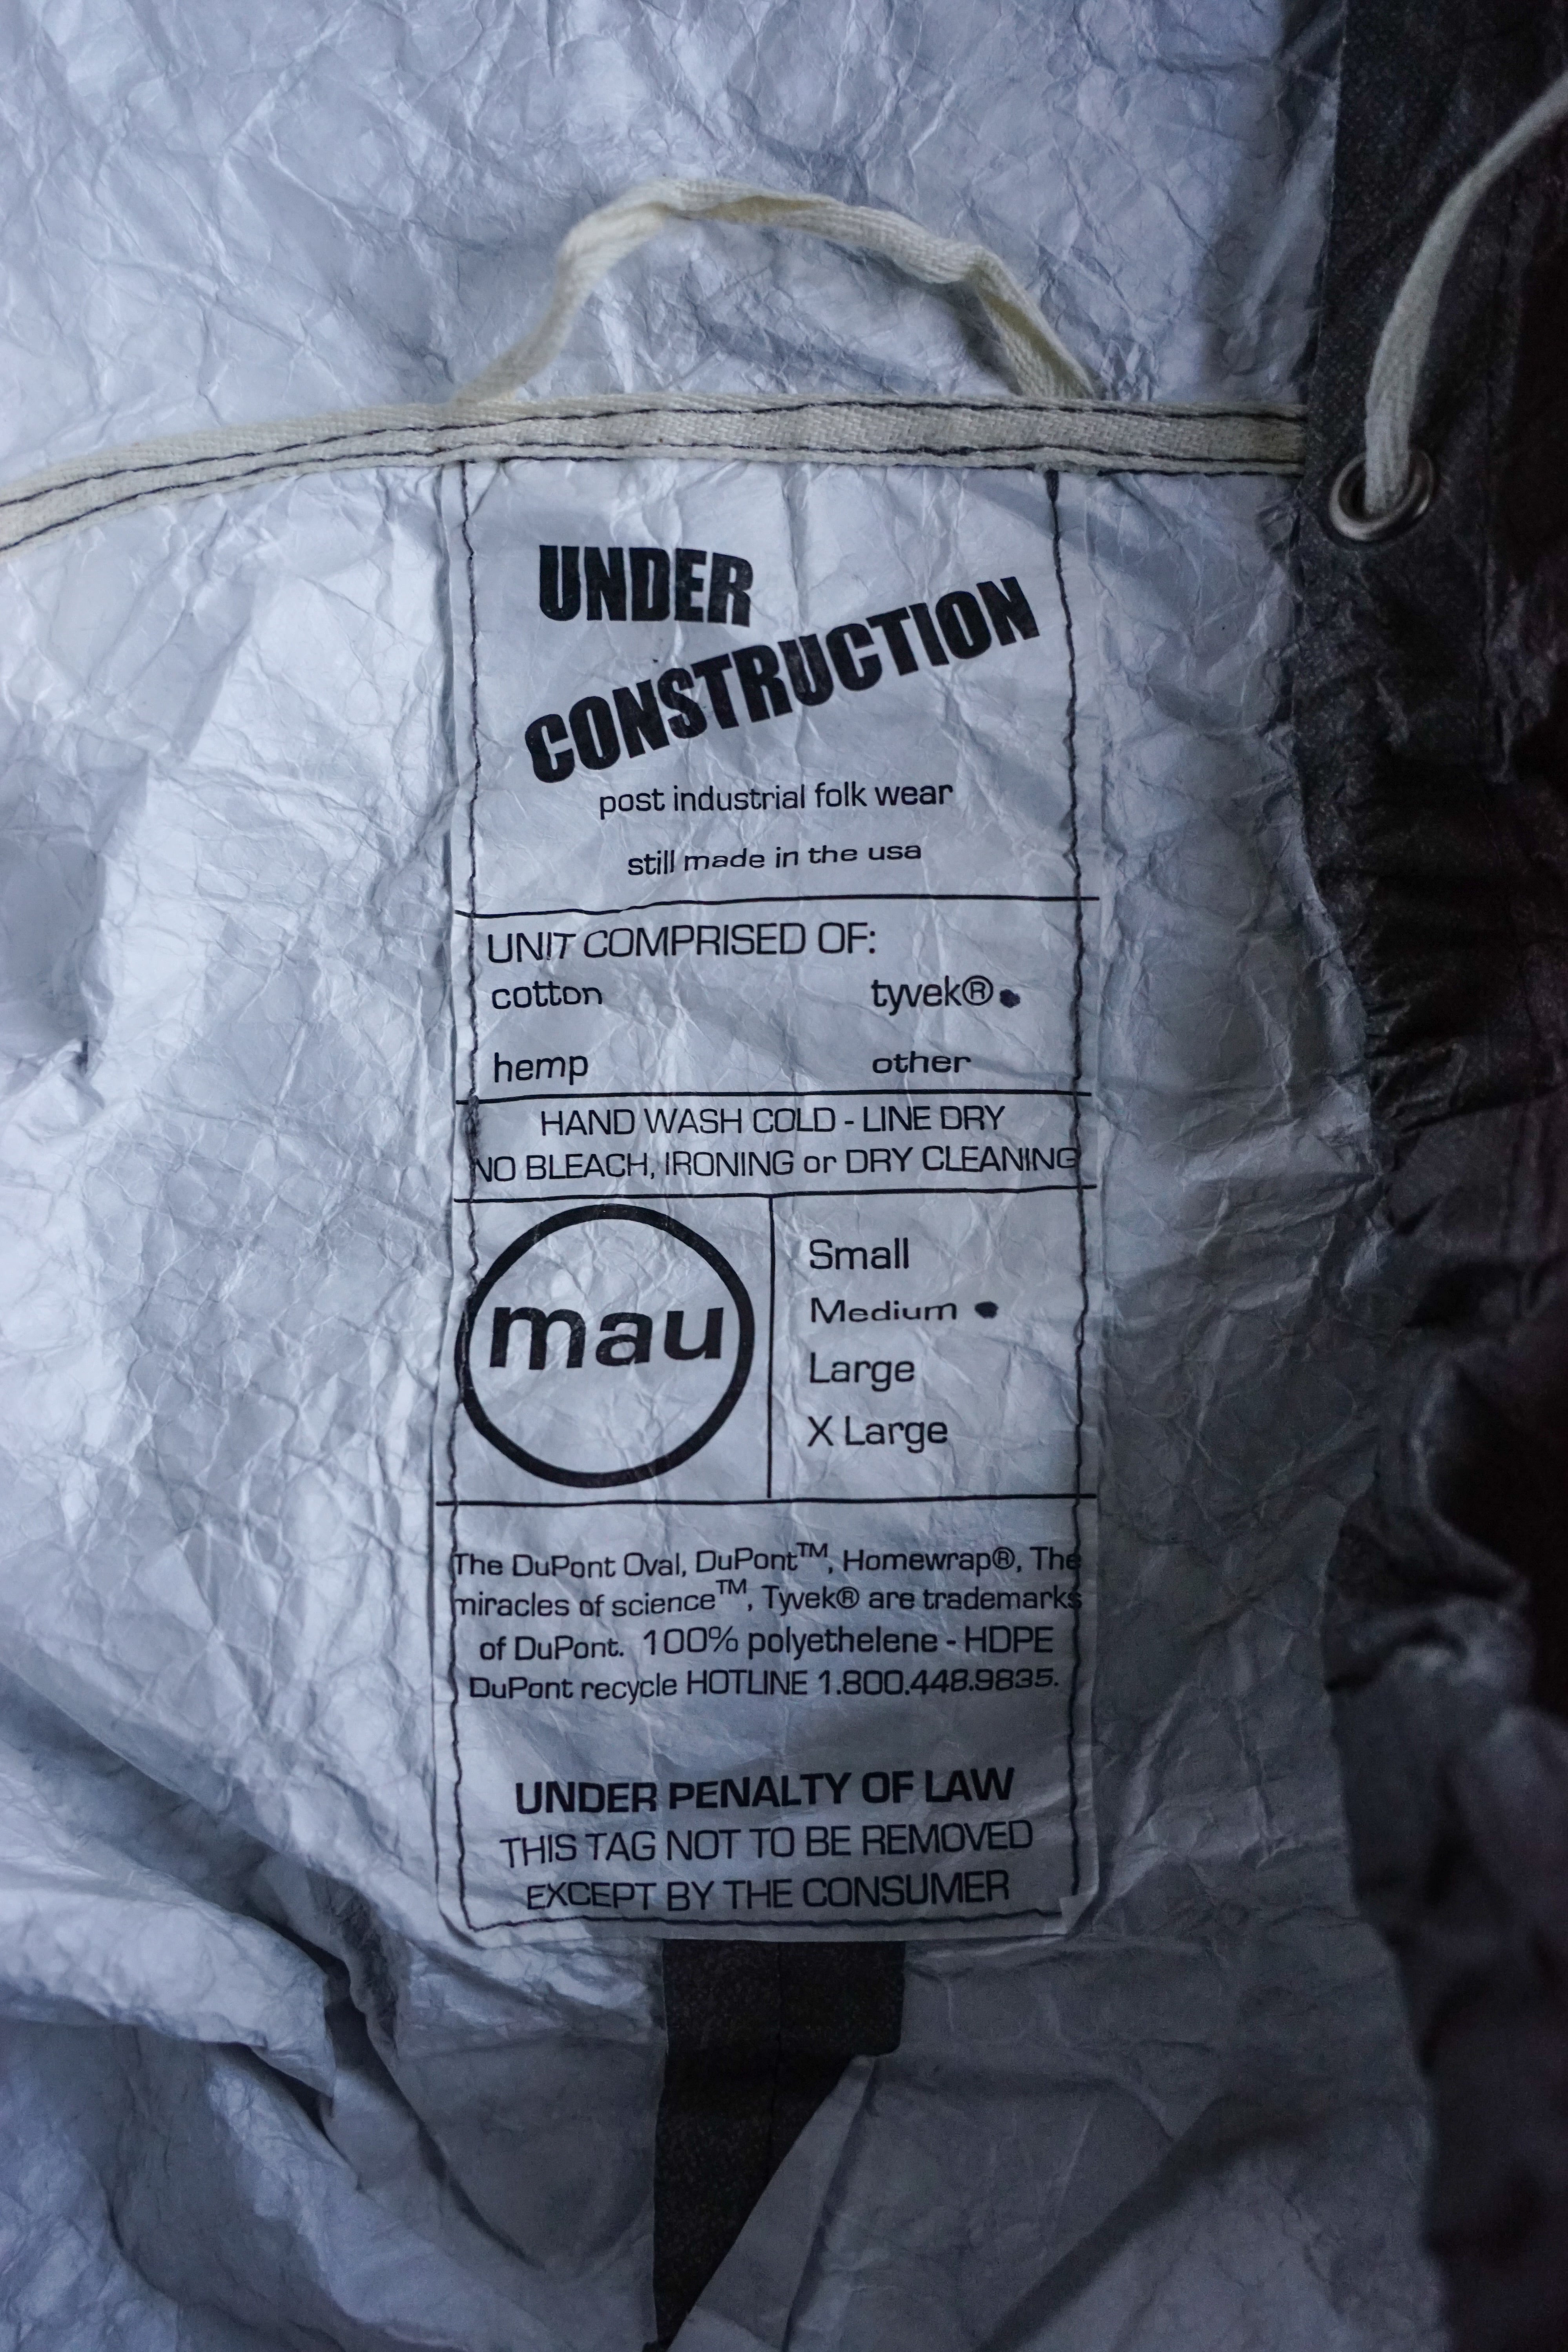 UNDER
CONSTRUCTION
post industrial folk wear
still made in the usa
UNIT COMPRISED OF:
cotton tyvek®
hemp other
HAND WASH COLD - LINE DRY
NO BLEACH, IRONING or DRY CLEANING
mau
Small
Medium
Large
X Large
The DuPont Oval, DuPont™, Homewrap®, The
miracles of science™, Tyvek® are trademarks
of DuPont. 100% polyethelene - HDPE
DuPont recycle HOTLINE 1.800.448.9835.
UNDER PENALTY OF LAW
THIS TAG NOT TO BE REMOVED
EXCEPT BY THE CONSUMER